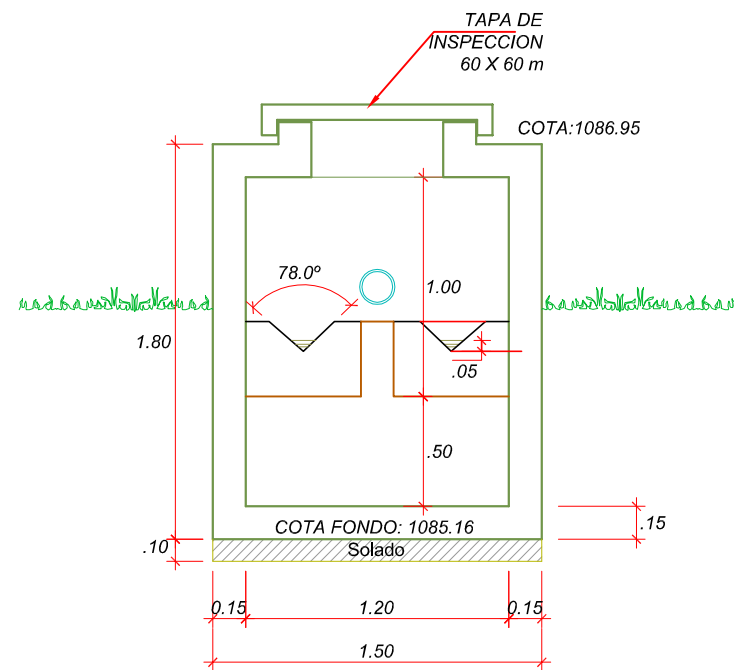 TAPA DE
INSPECCION
60 X 60 m
COTA:1086.95
78.0º
1.00
1.80
.05
.50
COTA FONDO: 1085.16
.15
.10
Solado
0.15
1.20
0.15
1.50